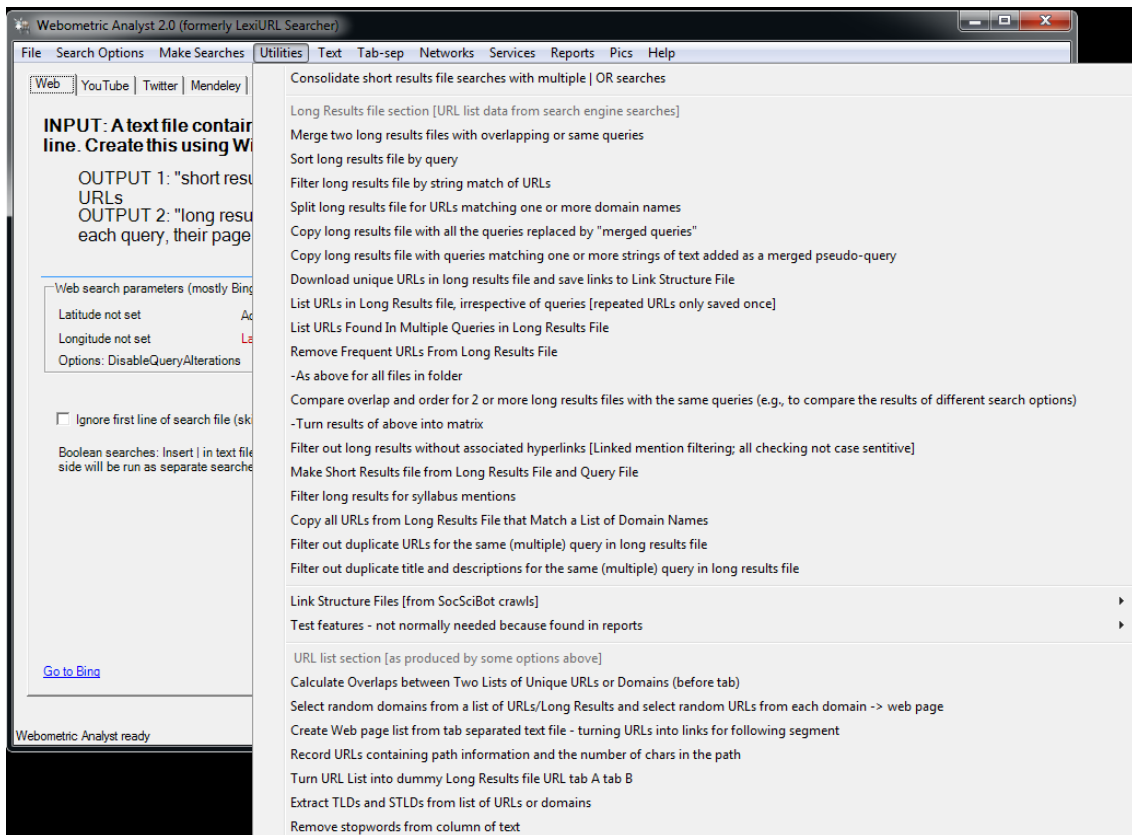 Webometric Analyst 2.0 (formerly LexiURL Searcher)
File Search Options Make Searches Utilities Text Tab-sep Networks Services Reports Pics Help
Web YouTube Twitter Mendeley
INPUT: A text file contain
line. Create this using Wi
OUTPUT 1: "short resu
URLs
OUTPUT 2: "long resu
each query, their page
Web search parameters (mostly Bing
Latitude not set
Longitude not set
Options: DisableQueryAlterations
Ignore first line of search file (ski
Boolean searches: Insert | in text file
side will be run as separate searche
Go to Bing
Webometric Analyst ready
Consolidate short results file searches with multiple | OR searches
Long Results file section [URL list data from search engine searches]
Merge two long results files with overlapping or same queries
Sort long results file by query
Filter long results file by string match of URLs
Split long results file for URLs matching one or more domain names
Copy long results file with all the queries replaced by "merged queries"
Copy long results file with queries matching one or more strings of text added as a merged pseudo-query
Download unique URLs in long results file and save links to Link Structure File
List URLs in Long Results file, irrespective of queries [repeated URLs only saved once]
List URLs Found In Multiple Queries in Long Results File
Remove Frequent URLs From Long Results File
-As above for all files in folder
Compare overlap and order for 2 or more long results files with the same queries (e.g., to compare the results of different search options)
-Turn results of above into matrix
Filter out long results without associated hyperlinks [Linked mention filtering; all checking not case sentitive]
Make Short Results file from Long Results File and Query File
Filter long results for syllabus mentions
Copy all URLs from Long Results File that Match a List of Domain Names
Filter out duplicate URLs for the same (multiple) query in long results file
Filter out duplicate title and descriptions for the same (multiple) query in long results file
Link Structure Files [from SocSciBot crawls]
Test features - not normally needed because found in reports
URL list section [as produced by some options above]
Calculate Overlaps between Two Lists of Unique URLs or Domains (before tab)
Select random domains from a list of URLs/Long Results and select random URLs from each domain -> web page
Create Web page list from tab separated text file - turning URLs into links for following segment
Record URLs containing path information and the number of chars in the path
Turn URL List into dummy Long Results file URL tab A tab B
Extract TLDs and STLDs from list of URLs or domains
Remove stopwords from column of text